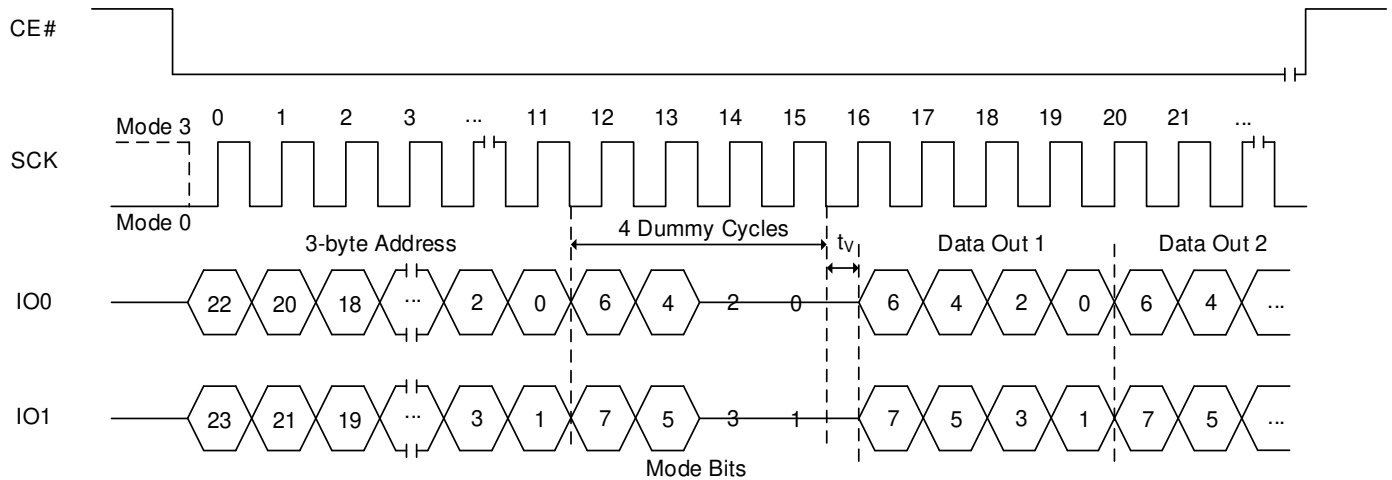 CE#
Mode 3 0 1 2 3 ... 11 12 13 14 15 16 17 18 19 20 21 ...
SCK
Mode 0
3-byte Address 4 Dummy Cycles tV Data Out 1 Data Out 2
IO0 22 20 18 ... 2 0 6 4 2 0 6 4 2 0 6 4 ...
IO1 23 21 19 ... 3 1 7 5 3 1 7 5 3 1 7 5 ...
Mode Bits